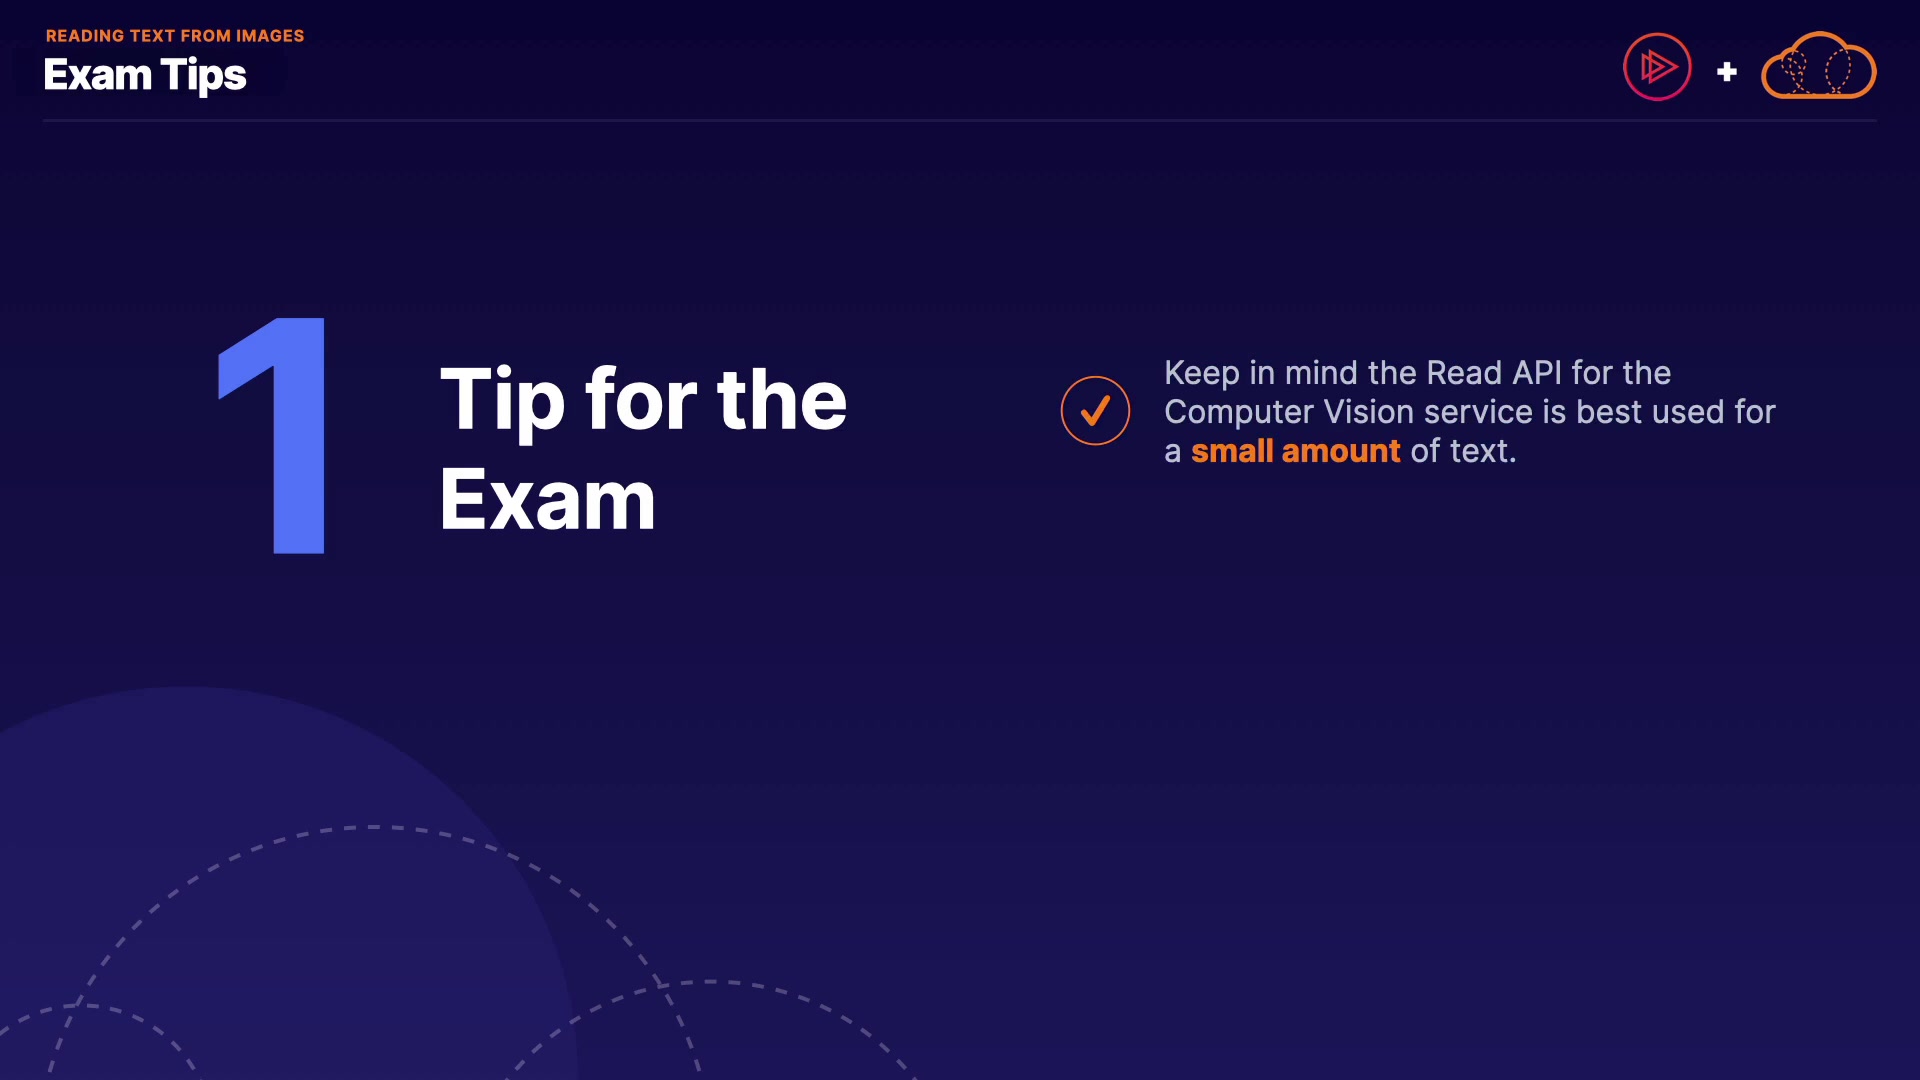 READING TEXT FROM IMAGES
Exam Tips
1
Tip for the
Exam
Keep in mind the Read API for the
Computer Vision service is best used for
a small amount of text.